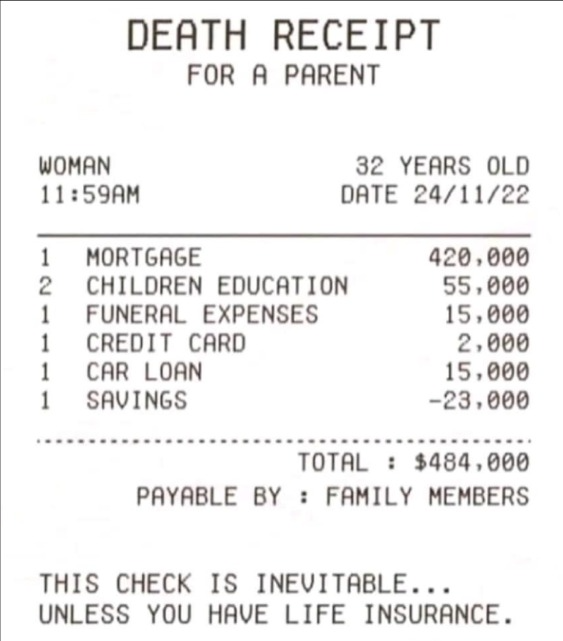 DEATH RECEIPT
FOR A PARENT
WOMAN 32 YEARS OLD
11:59AM DATE 24/11/22
1 MORTGAGE 420,000
2 CHILDREN EDUCATION 55,000
1 FUNERAL EXPENSES 15,000
1 CREDIT CARD 2,000
1 CAR LOAN 15,000
1 SAVINGS -23,000
TOTAL : $484,000
PAYABLE BY : FAMILY MEMBERS
THIS CHECK IS INEVITABLE...
UNLESS YOU HAVE LIFE INSURANCE.